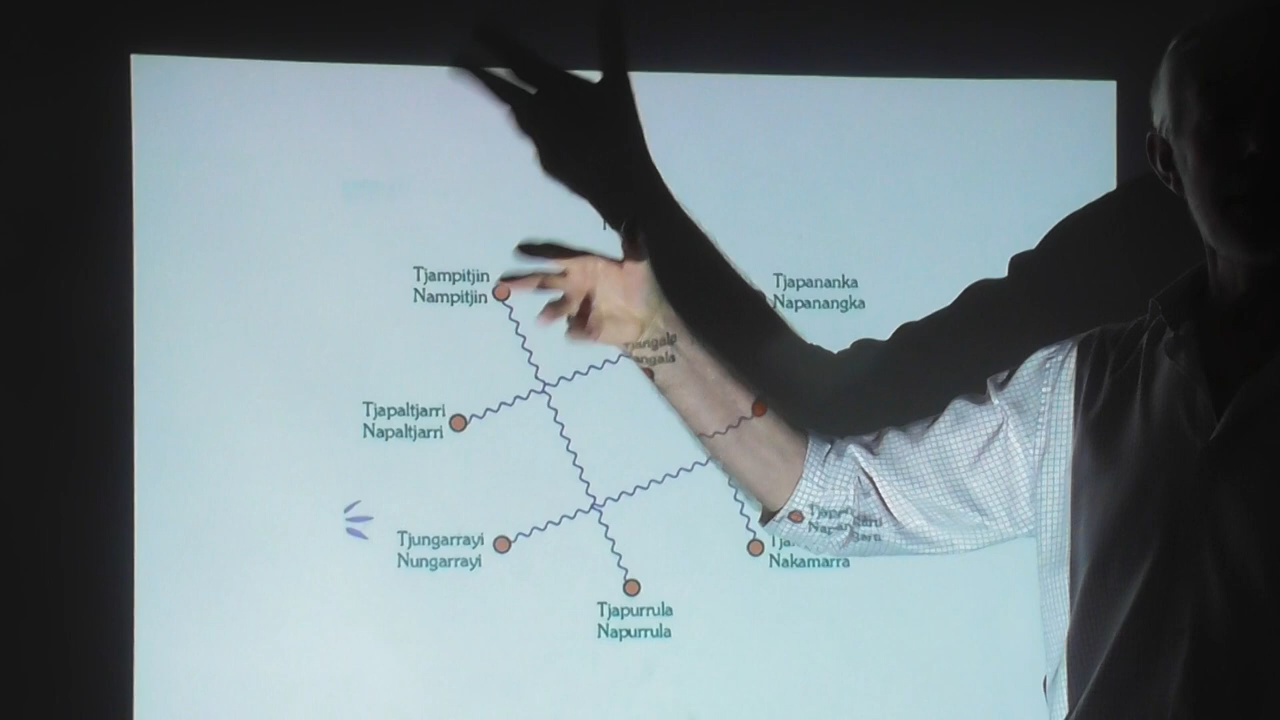 Tjampitjin
Nampitjin
Tjapananka
Napanangka
Tjapaltjarri
Napaltjarri
Tjungarrayi
Nungarrayi
Nakamarra
Tjapurrula
Napurrula